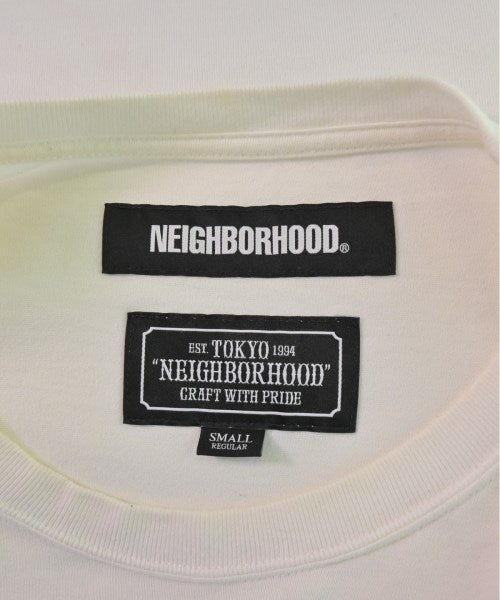 NEIGHBORHOOD®
EST. TOKYO 1994
"NEIGHBORHOOD"
CRAFT WITH PRIDE
SMALL
REGULAR